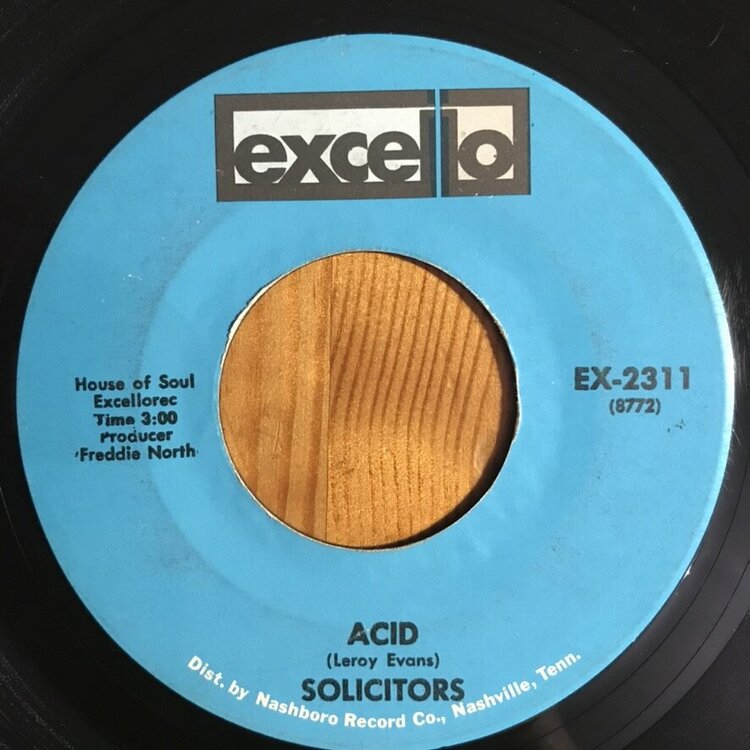 excello
House of Soul
Excellorec
Time 3:00
Producer
Freddie North
EX-2311
(8772)
ACID
(Leroy Evans)
SOLICITORS
Dist. by Nashboro Record Co., Nashville, Tenn.